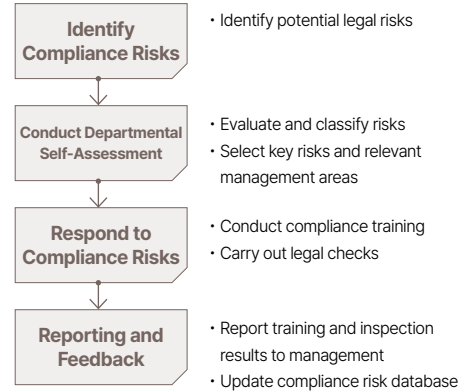 Identify
Compliance Risks
• Identify potential legal risks
Conduct Departmental
Self-Assessment
• Evaluate and classify risks
• Select key risks and relevant
management areas
Respond to
Compliance Risks
• Conduct compliance training
• Carry out legal checks
Reporting and
Feedback
• Report training and inspection
results to management
• Update compliance risk database